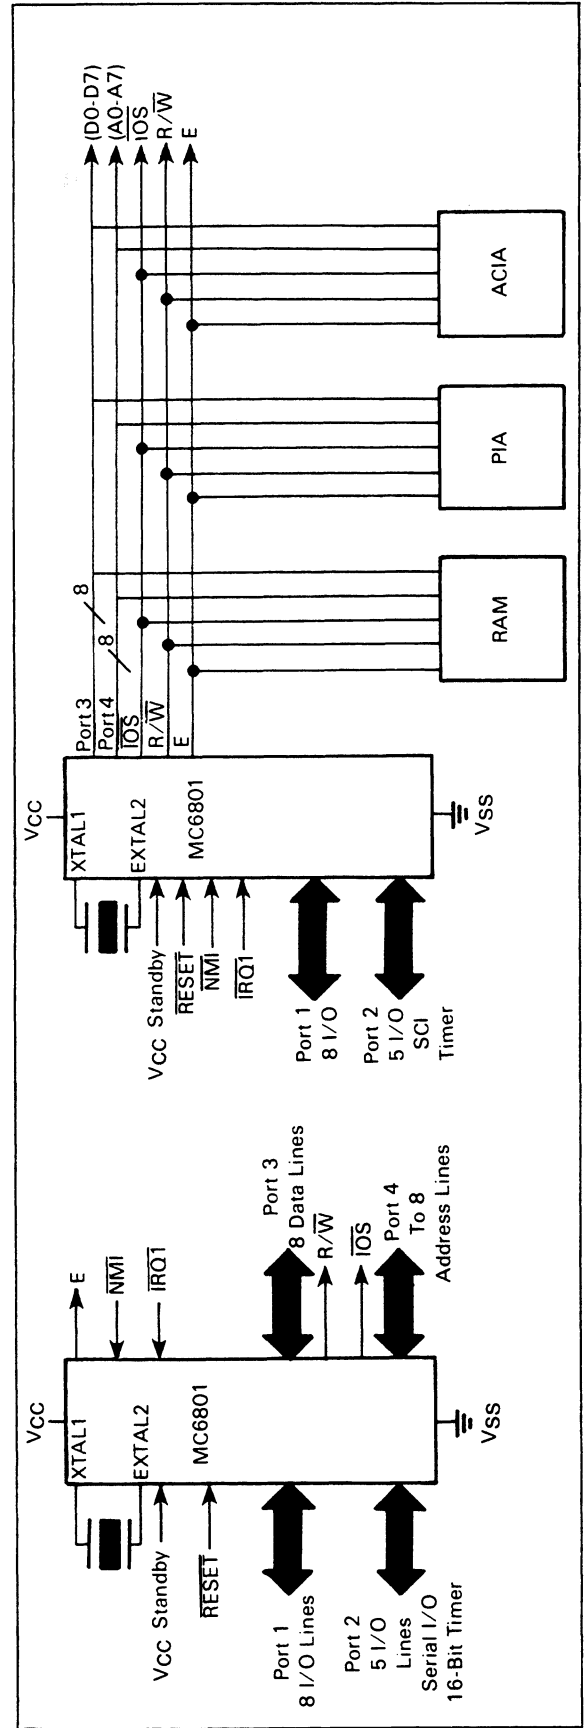 VCC
XTAL1
EXTAL2
MC6801
VCC Standby
RESET
E
NMI
IRQ1
Port 1
8 I/O Lines
Port 2
5 I/O
Lines
Serial I/O
16-Bit Timer
Port 3
8 Data Lines
R/W
IOS
Port 4
To 8
Address Lines
VSS
VCC
XTAL1
EXTAL2
MC6801
VCC Standby
RESET
NMI
IRQ1
Port 1
8 I/O
Port 2
5 I/O
SCI
Timer
VSS
Port 3
Port 4
IOS
R/W
E
8
8
(D0-D7)
(A0-A7)
IOS
R/W
E
RAM
PIA
ACIA